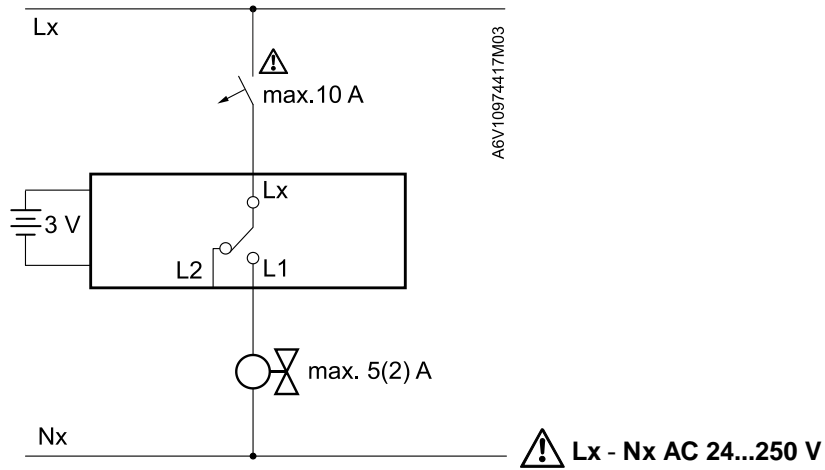 Lx
max.10 A
A6V10974417M03
Lx
3 V
L2
L1
max. 5(2) A
Nx
Lx - Nx AC 24...250 V